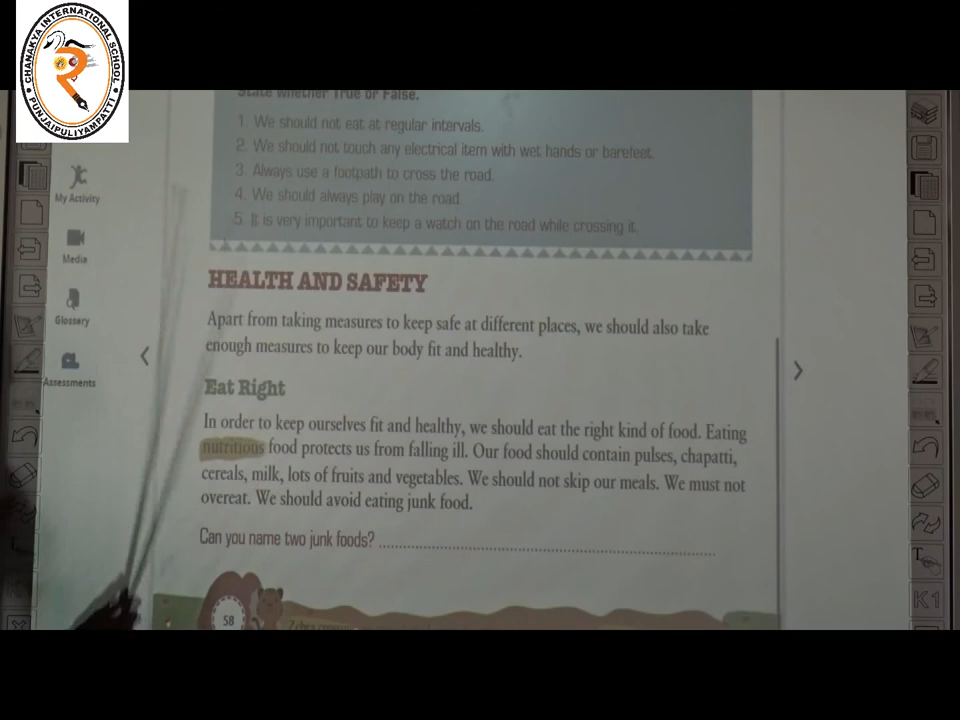 CHANAKYA INTERNATIONAL SCHOOL
PUNJAIPULIYAMPATTI
State whether True or False.
1. We should not eat at regular intervals.
2. We should not touch any electrical item with wet hands or barefeet.
3. Always use a footpath to cross the road.
4. We should always play on the road.
5. It is very important to keep a watch on the road while crossing it.
My Activity
Media
Glossery
Assessments
HEALTH AND SAFETY
Apart from taking measures to keep safe at different places, we should also take
enough measures to keep our body fit and healthy.
Eat Right
In order to keep ourselves fit and healthy, we should eat the right kind of food. Eating
nutritious food protects us from falling ill. Our food should contain pulses, chapatti,
cereals, milk, lots of fruits and vegetables. We should not skip our meals. We must not
overeat. We should avoid eating junk food.
Can you name two junk foods?
58
T
K1